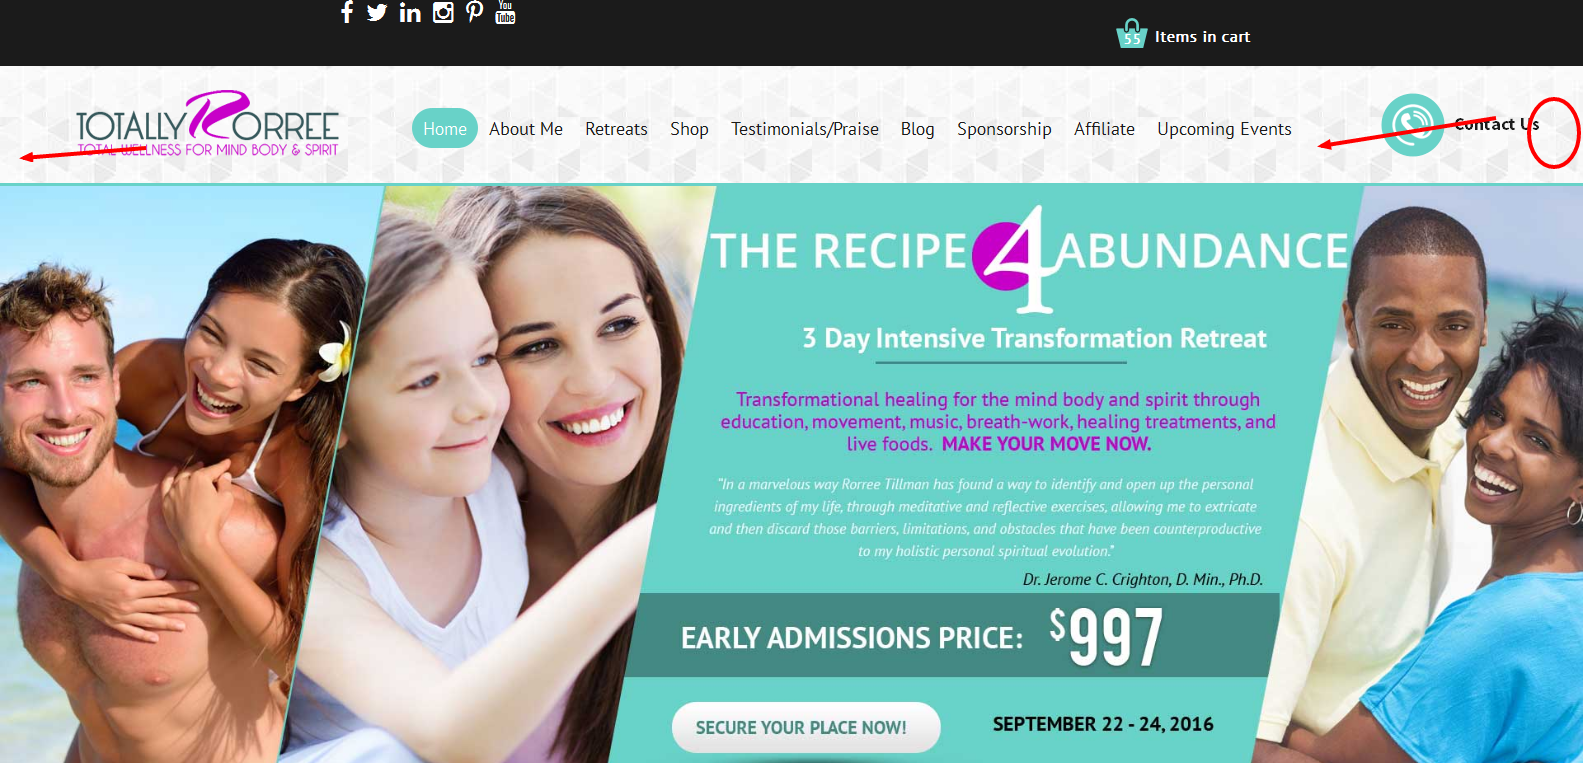 You
Tube
55 Items in cart
TOTALLY RORREE
TOTAL WELLNESS FOR MIND BODY & SPIRIT
Home About Me Retreats Shop Testimonials/Praise Blog Sponsorship Affiliate Upcoming Events
Contact Us
THE RECIPE 4 ABUNDANCE
3 Day Intensive Transformation Retreat
Transformational healing for the mind body and spirit through
education, movement, music, breath-work, healing treatments, and
live foods. MAKE YOUR MOVE NOW.
“In a marvelous way Rorree Tillman has found a way to identify and open up the personal
ingredients of my life, through meditative and reflective exercises, allowing me to extricate
and then discard those barriers, limitations, and obstacles that have been counterproductive
to my holistic personal spiritual evolution.”
Dr. Jerome C. Crighton, D. Min., Ph.D.
EARLY ADMISSIONS PRICE: $997
SECURE YOUR PLACE NOW!
SEPTEMBER 22 - 24, 2016